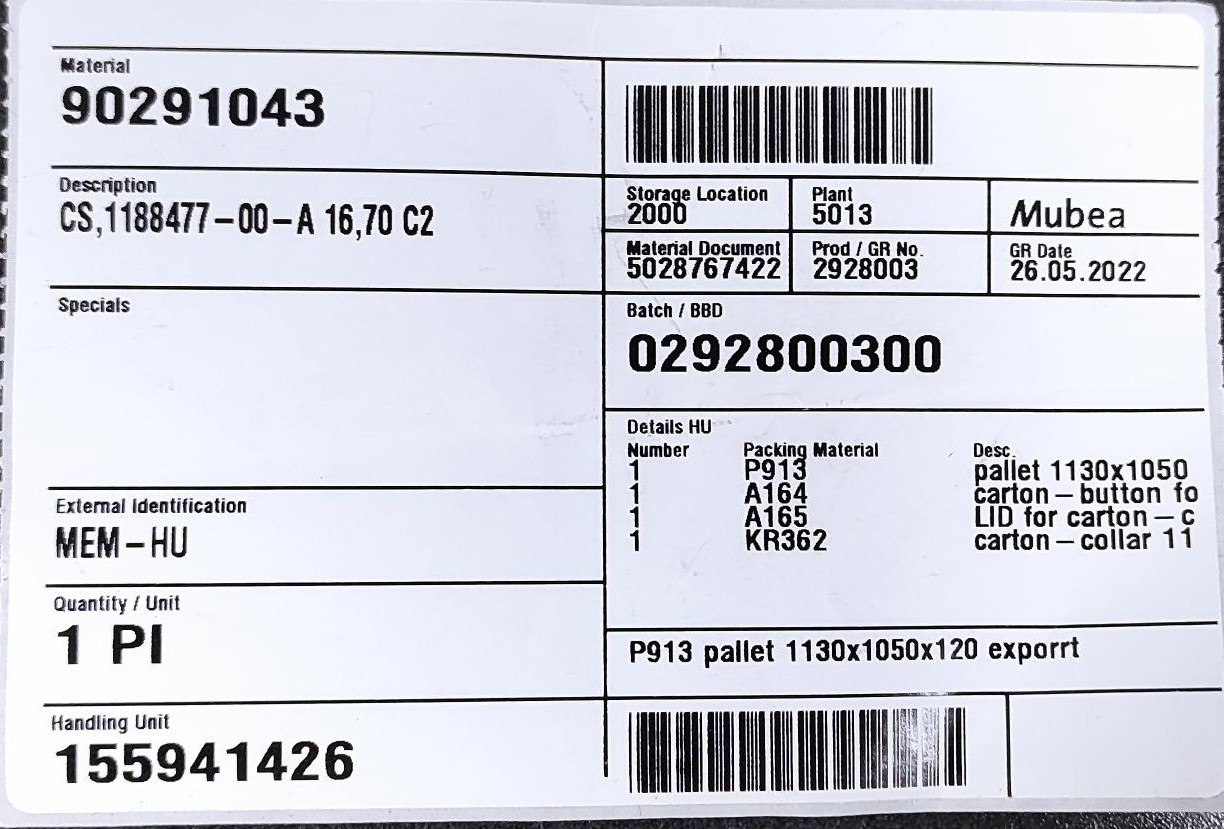 Material
90291043
Description
CS,1188477-00-A 16,70 C2
Storage Location
2000
Plant
5013
Mubea
Material Document
5028767422
Prod / GR No.
2928003
GR Date
26.05.2022
Specials
Batch / BBD
0292800300
Details HU
Number Packing Material Desc.
1 P913 pallet 1130x1050
1 A164 carton-button fo
1 A165 LID for carton-c
1 KR362 carton-collar 11
External Identification
MEM-HU
Quantity / Unit
1 PI
P913 pallet 1130x1050x120 exporrt
Handling Unit
155941426